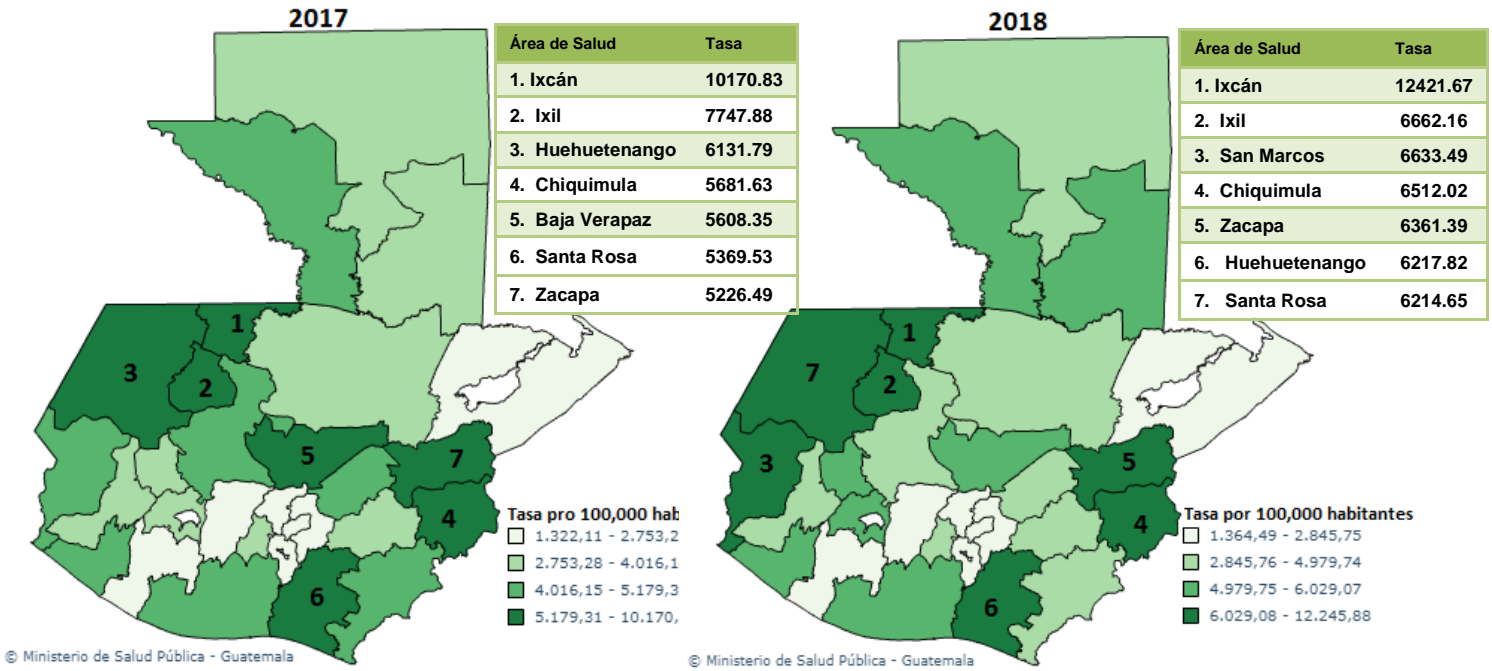 2017
Área de Salud Tasa
1. Ixcán 10170.83
2. Ixil 7747.88
3. Huehuetenango 6131.79
4. Chiquimula 5681.63
5. Baja Verapaz 5608.35
6. Santa Rosa 5369.53
7. Zacapa 5226.49
1
2
3
5
7
4
6
Tasa pro 100,000 hab
1.322,11 - 2.753,2
2.753,28 - 4.016,1
4.016,15 - 5.179,3
5.179,31 - 10.170,
© Ministerio de Salud Pública - Guatemala
2018
Área de Salud Tasa
1. Ixcán 12421.67
2. Ixil 6662.16
3. San Marcos 6633.49
4. Chiquimula 6512.02
5. Zacapa 6361.39
6. Huehuetenango 6217.82
7. Santa Rosa 6214.65
1
7
2
3
5
4
6
Tasa por 100,000 habitantes
1.364,49 - 2.845,75
2.845,76 - 4.979,74
4.979,75 - 6.029,07
6.029,08 - 12.245,88
© Ministerio de Salud Pública - Guatemala